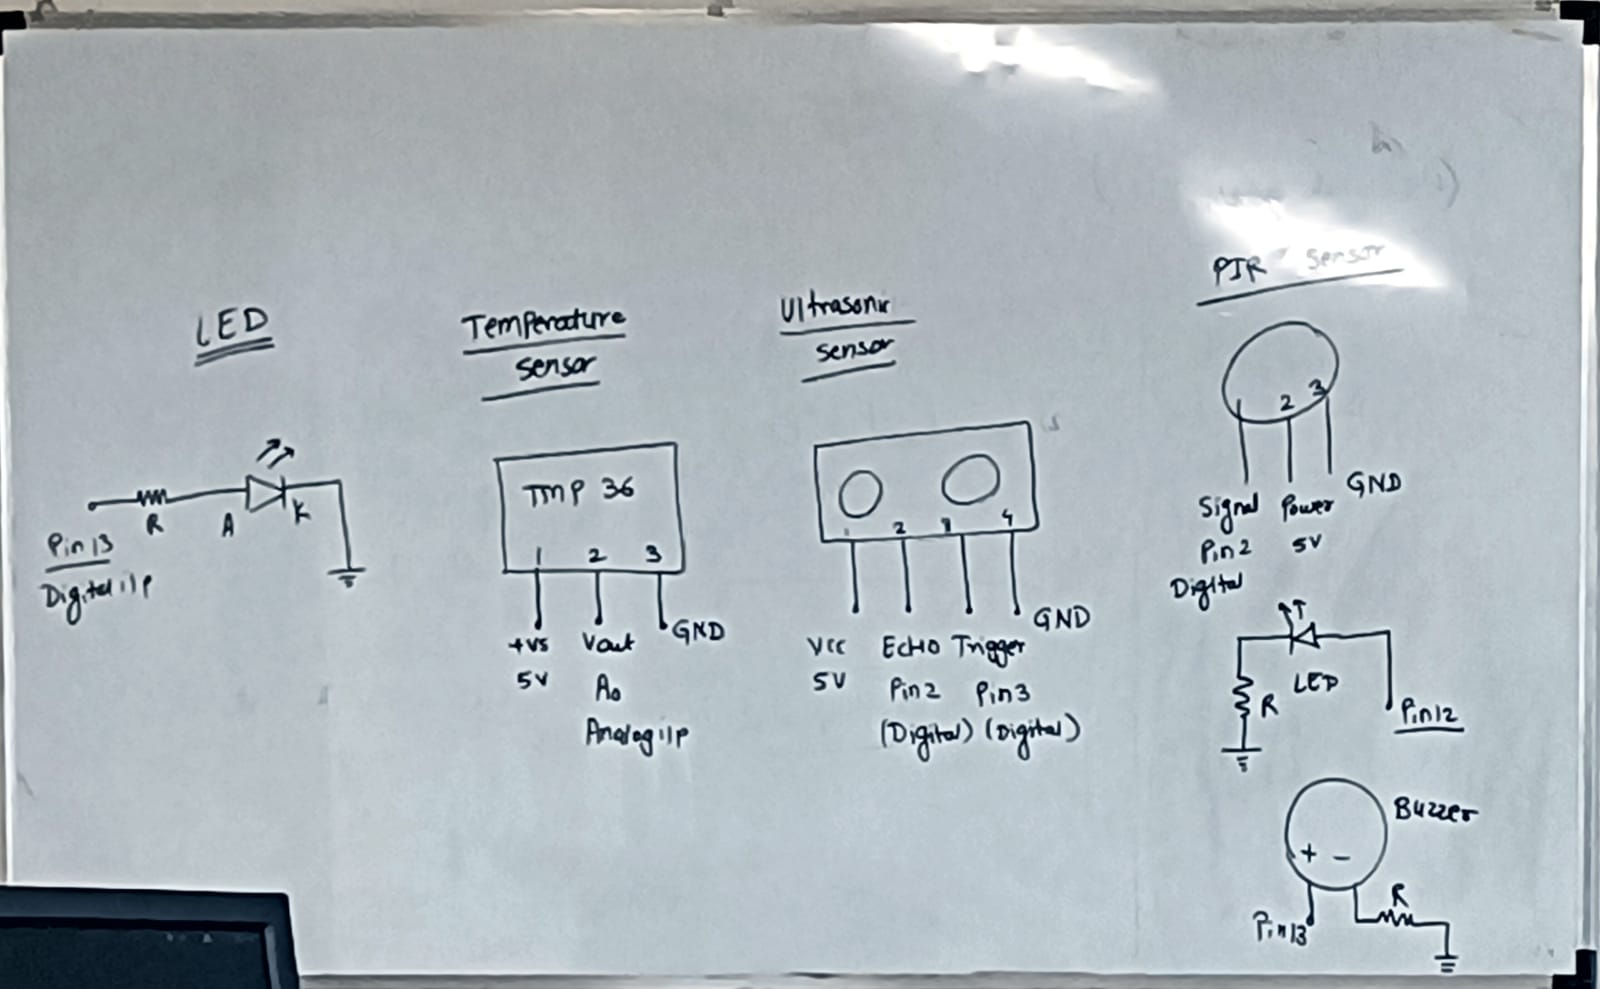 LED
Pin 13
Digital i/p
R
A
K
Temperature
sensor
TMP 36
1 2 3
+Vs Vout GND
5V A0
Analog i/p
Ultrasonic
sensor
1 2 3 4
Vcc ECHO Trigger GND
5V Pin2 Pin3
(Digital) (Digital)
PIR sensor
2 3
Signal Power GND
Pin 2 5V
Digital
LED
R
Pin12
Buzzer
+ -
R
Pin13